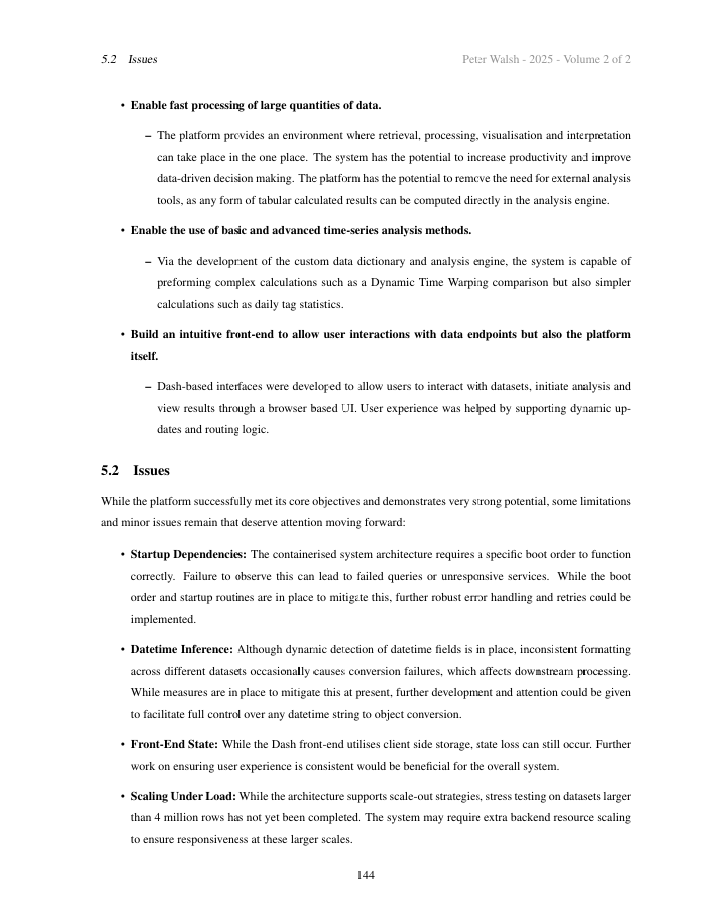 5.2 Issues
Peter Walsh - 2025 - Volume 2 of 2
• Enable fast processing of large quantities of data.
– The platform provides an environment where retrieval, processing, visualisation and interpretation
can take place in the one place. The system has the potential to increase productivity and improve
data-driven decision making. The platform has the potential to remove the need for external analysis
tools, as any form of tabular calculated results can be computed directly in the analysis engine.
• Enable the use of basic and advanced time-series analysis methods.
– Via the development of the custom data dictionary and analysis engine, the system is capable of
preforming complex calculations such as a Dynamic Time Warping comparison but also simpler
calculations such as daily tag statistics.
• Build an intuitive front-end to allow user interactions with data endpoints but also the platform
itself.
– Dash-based interfaces were developed to allow users to interact with datasets, initiate analysis and
view results through a browser based UI. User experience was helped by supporting dynamic up-
dates and routing logic.
5.2 Issues
While the platform successfully met its core objectives and demonstrates very strong potential, some limitations
and minor issues remain that deserve attention moving forward:
• Startup Dependencies: The containerised system architecture requires a specific boot order to function
correctly. Failure to observe this can lead to failed queries or unresponsive services. While the boot
order and startup routines are in place to mitigate this, further robust error handling and retries could be
implemented.
• Datetime Inference: Although dynamic detection of datetime fields is in place, inconsistent formatting
across different datasets occasionally causes conversion failures, which affects downstream processing.
While measures are in place to mitigate this at present, further development and attention could be given
to facilitate full control over any datetime string to object conversion.
• Front-End State: While the Dash front-end utilises client side storage, state loss can still occur. Further
work on ensuring user experience is consistent would be beneficial for the overall system.
• Scaling Under Load: While the architecture supports scale-out strategies, stress testing on datasets larger
than 4 million rows has not yet been completed. The system may require extra backend resource scaling
to ensure responsiveness at these larger scales.
144